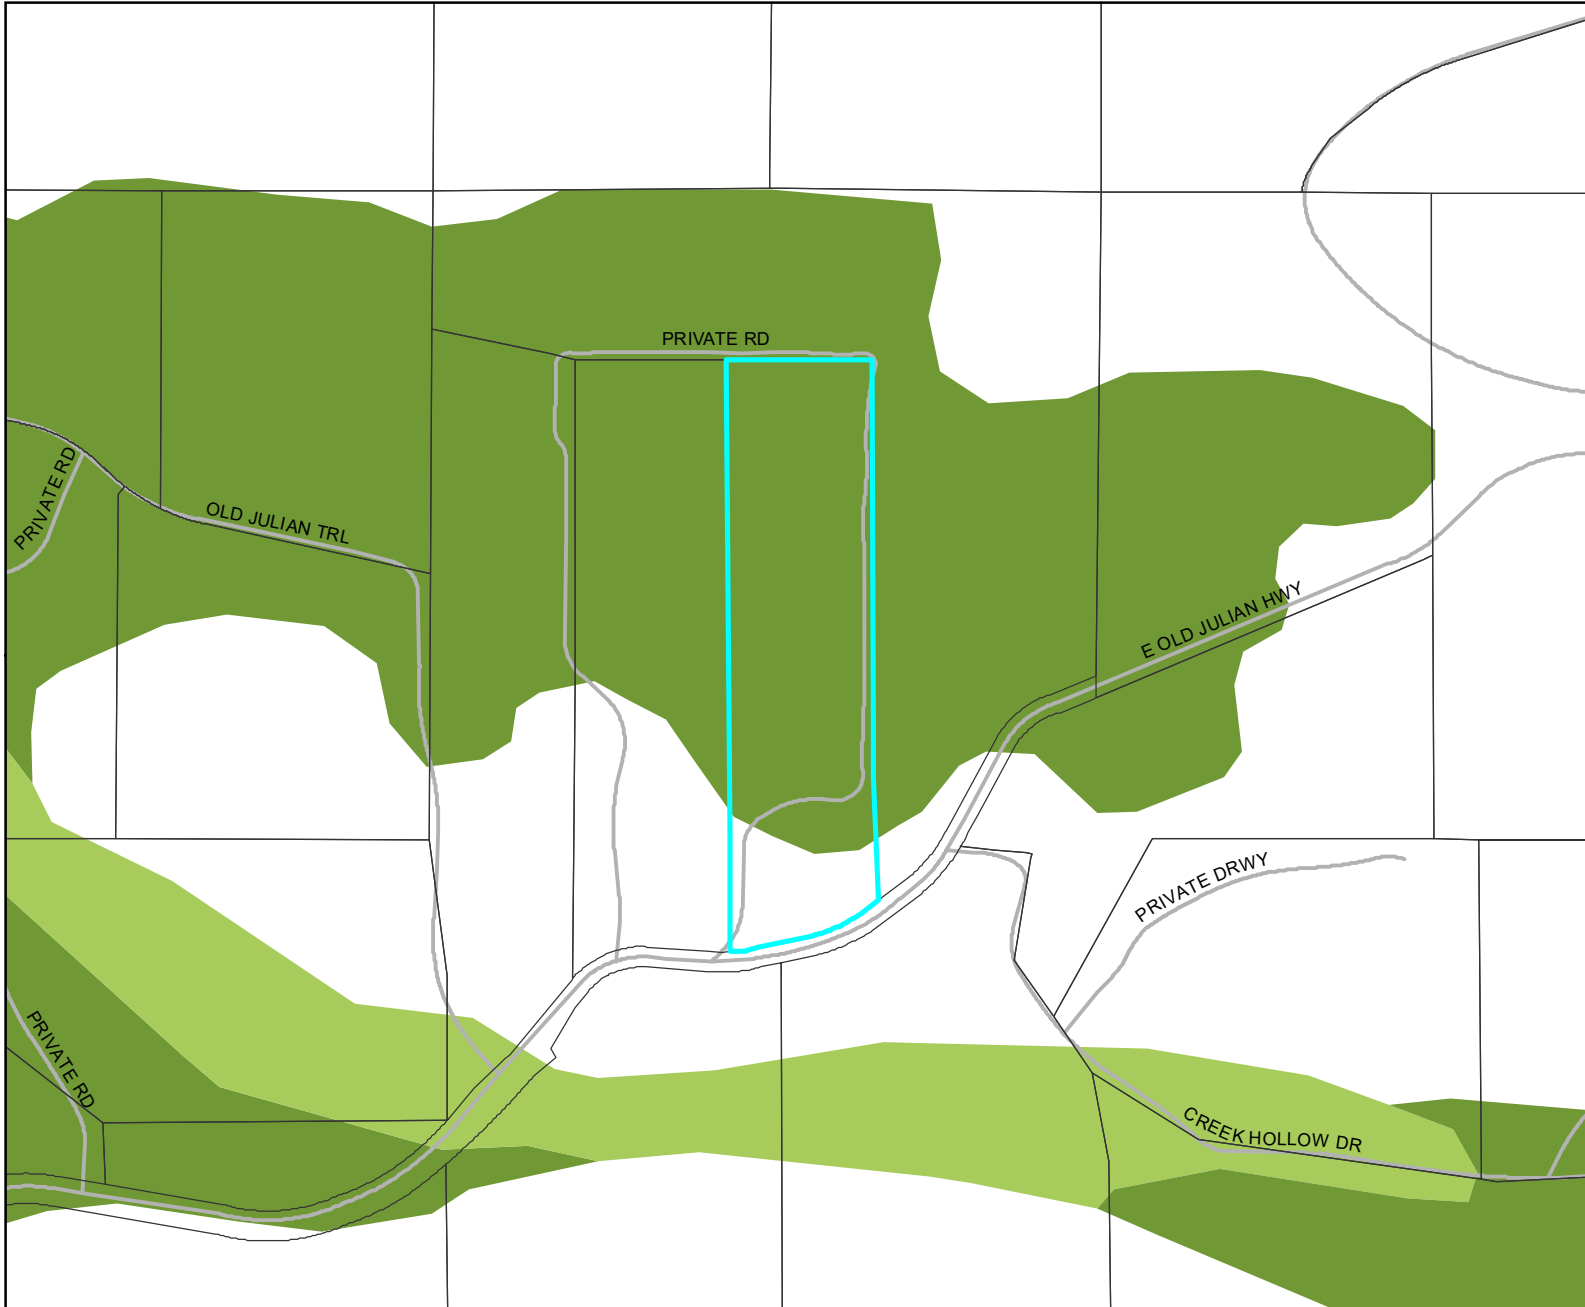 PRIVATE RD
PRIVATE RD
OLD JULIAN TRL
E OLD JULIAN HWY
PRIVATE DRWY
PRIVATE RD
CREEK HOLLOW DR